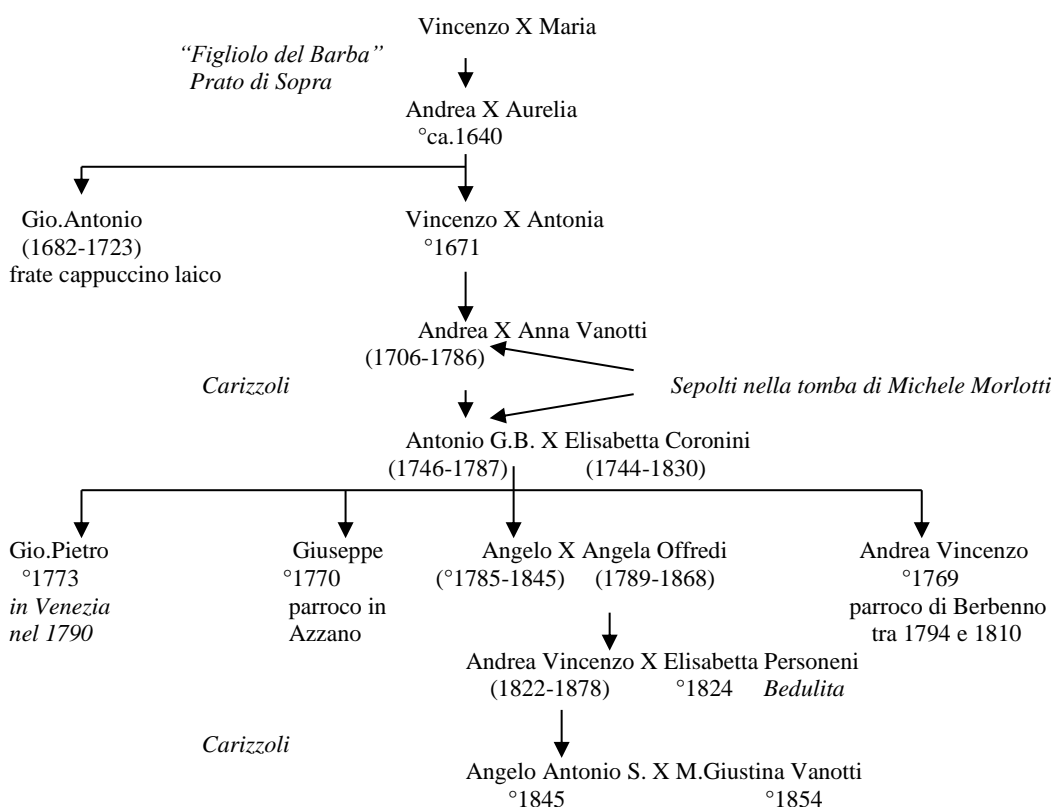 Vincenzo X Maria
“Figliolo del Barba”
Prato di Sopra
Andrea X Aurelia
°ca.1640
Gio.Antonio
(1682-1723)
frate cappuccino laico
Vincenzo X Antonia
°1671
Andrea X Anna Vanotti
(1706-1786)
Carizzoli
Sepolti nella tomba di Michele Morlotti
Antonio G.B. X Elisabetta Coronini
(1746-1787) (1744-1830)
Gio.Pietro
°1773
in Venezia
nel 1790
Giuseppe
°1770
parroco in
Azzano
Angelo X Angela Offredi
(°1785-1845) (1789-1868)
Andrea Vincenzo
°1769
parroco di Berbenno
tra 1794 e 1810
Andrea Vincenzo X Elisabetta Personeni
(1822-1878) °1824 Bedulita
Carizzoli
Angelo Antonio S. X M.Giustina Vanotti
°1845 °1854